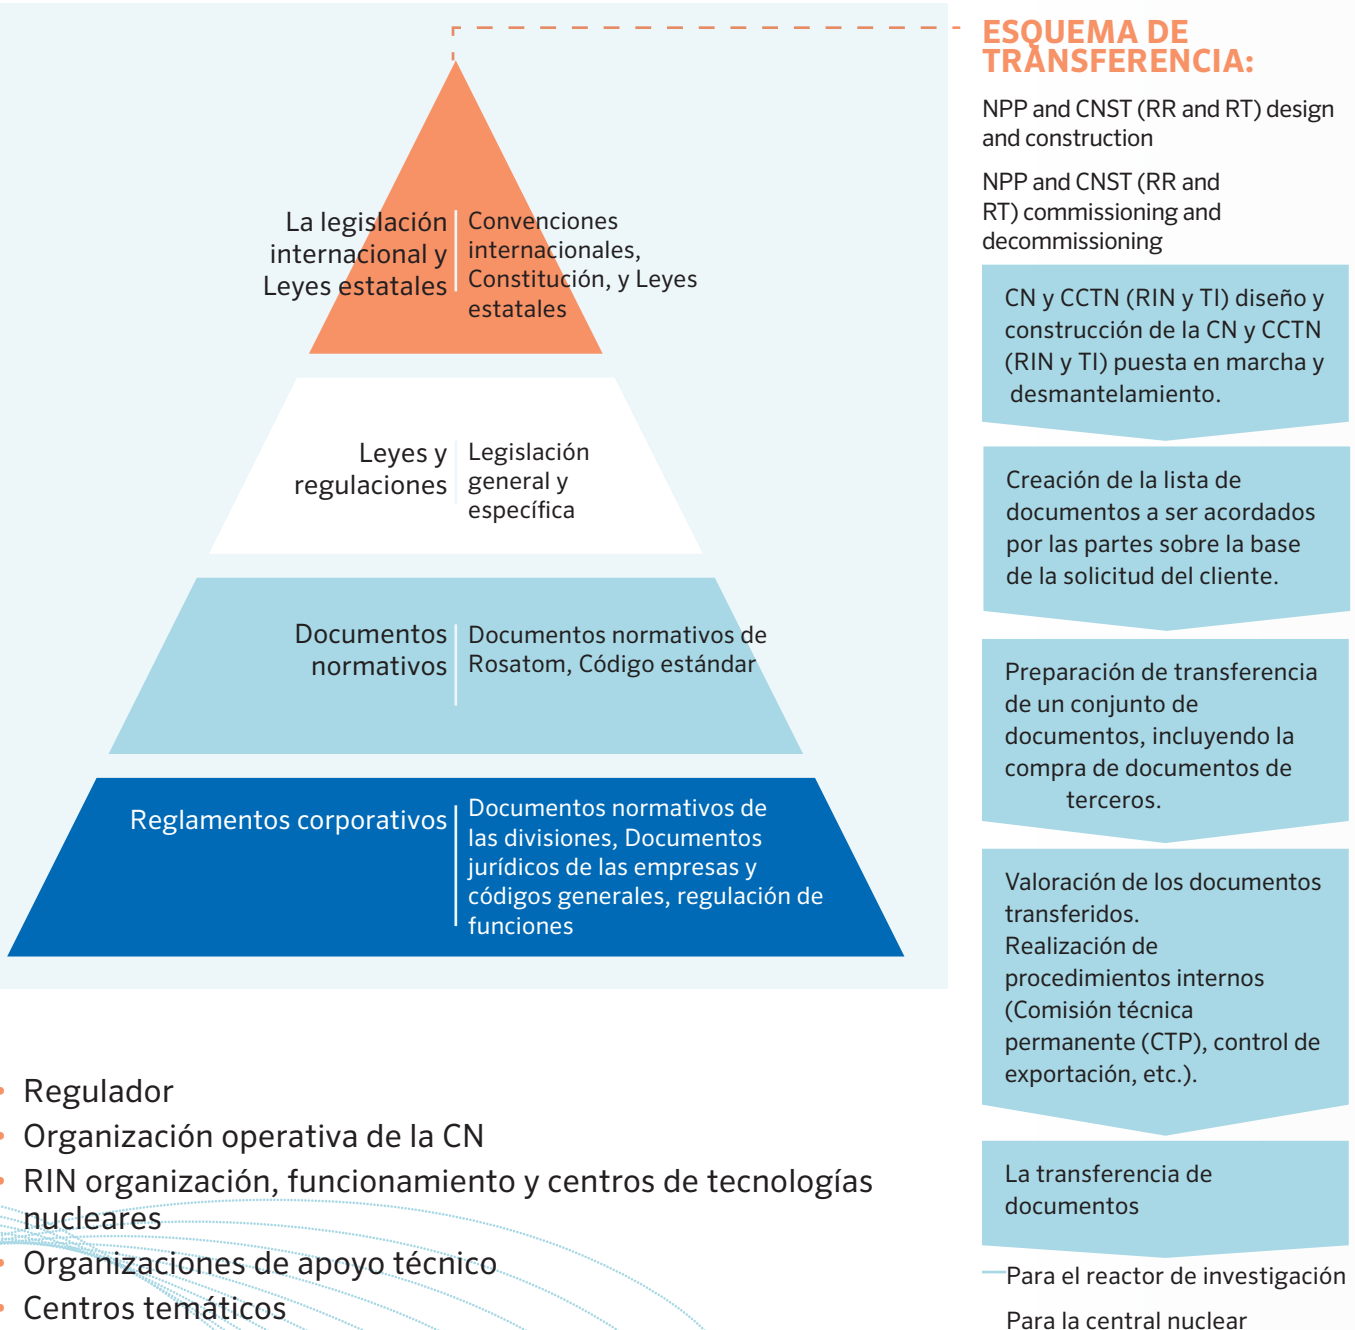 ESQUEMA DE
TRANSFERENCIA:
NPP and CNST (RR and RT) design
and construction
NPP and CNST (RR and
RT) commissioning and
decommissioning
La legislación
internacional y
Leyes estatales
Convenciones
internacionales,
Constitución, y Leyes
estatales
Leyes y
regulaciones
Legislación
general y
específica
Documentos
normativos
Documentos normativos de
Rosatom, Código estándar
Reglamentos corporativos
Documentos normativos de
las divisiones, Documentos
jurídicos de las empresas y
códigos generales, regulación de
funciones
CN y CCTN (RIN y TI) diseño y
construcción de la CN y CCTN
(RIN y TI) puesta en marcha y
desmantelamiento.
Creación de la lista de
documentos a ser acordados
por las partes sobre la base
de la solicitud del cliente.
Preparación de transferencia
de un conjunto de
documentos, incluyendo la
compra de documentos de
terceros.
Valoración de los documentos
transferidos.
Realización de
procedimientos internos
(Comisión técnica
permanente (CTP), control de
exportación, etc.).
La transferencia de
documentos
Para el reactor de investigación
Para la central nuclear
• Regulador
• Organización operativa de la CN
• RIN organización, funcionamiento y centros de tecnologías
nucleares
• Organizaciones de apoyo técnico
• Centros temáticos